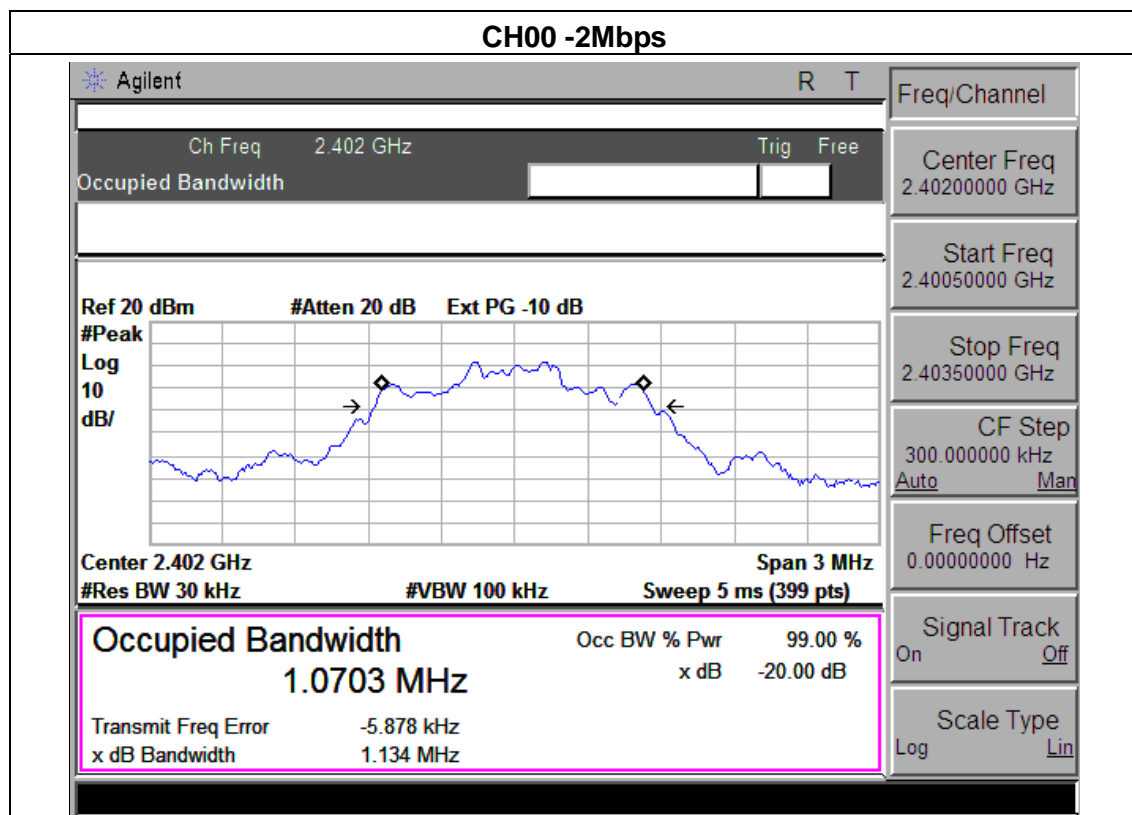 CH00 -2Mbps
Agilent R T
Ch Freq 2.402 GHz Trig Free
Occupied Bandwidth
Ref 20 dBm #Atten 20 dB Ext PG -10 dB
#Peak
Log
10
dB/
Center 2.402 GHz Span 3 MHz
#Res BW 30 kHz #VBW 100 kHz Sweep 5 ms (399 pts)
Occupied Bandwidth Occ BW % Pwr 99.00 %
1.0703 MHz x dB -20.00 dB
Transmit Freq Error -5.878 kHz
x dB Bandwidth 1.134 MHz
Freq/Channel
Center Freq
2.40200000 GHz
Start Freq
2.40050000 GHz
Stop Freq
2.40350000 GHz
CF Step
300.000000 kHz
Auto Man
Freq Offset
0.00000000 Hz
Signal Track
On Off
Scale Type
Log Lin